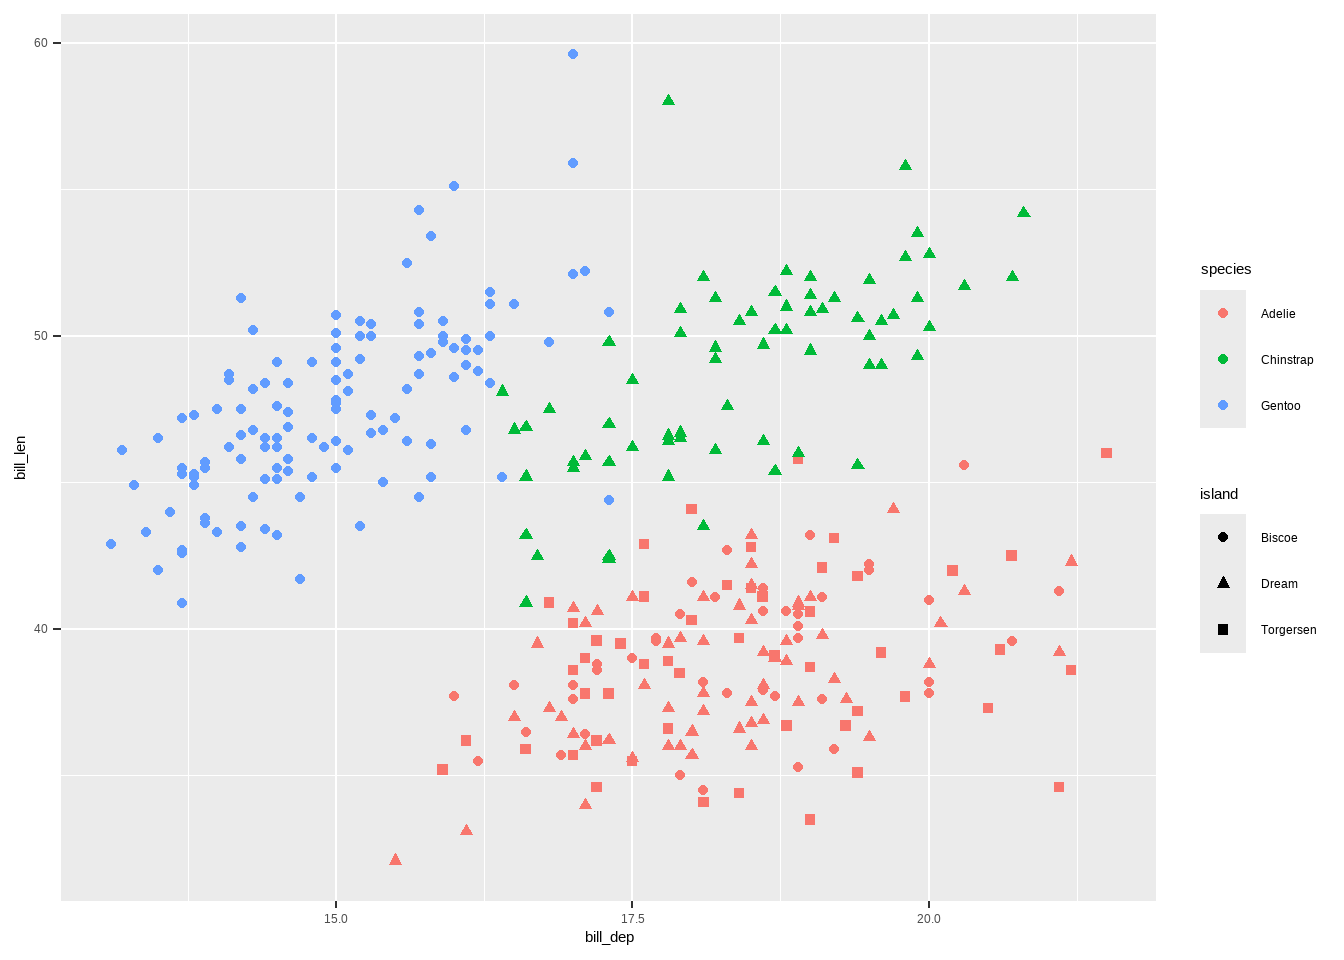 60
50
40
bill_len
15.0
17.5
20.0
bill_dep
species
Adelie
Chinstrap
Gentoo
island
Biscoe
Dream
Torgersen